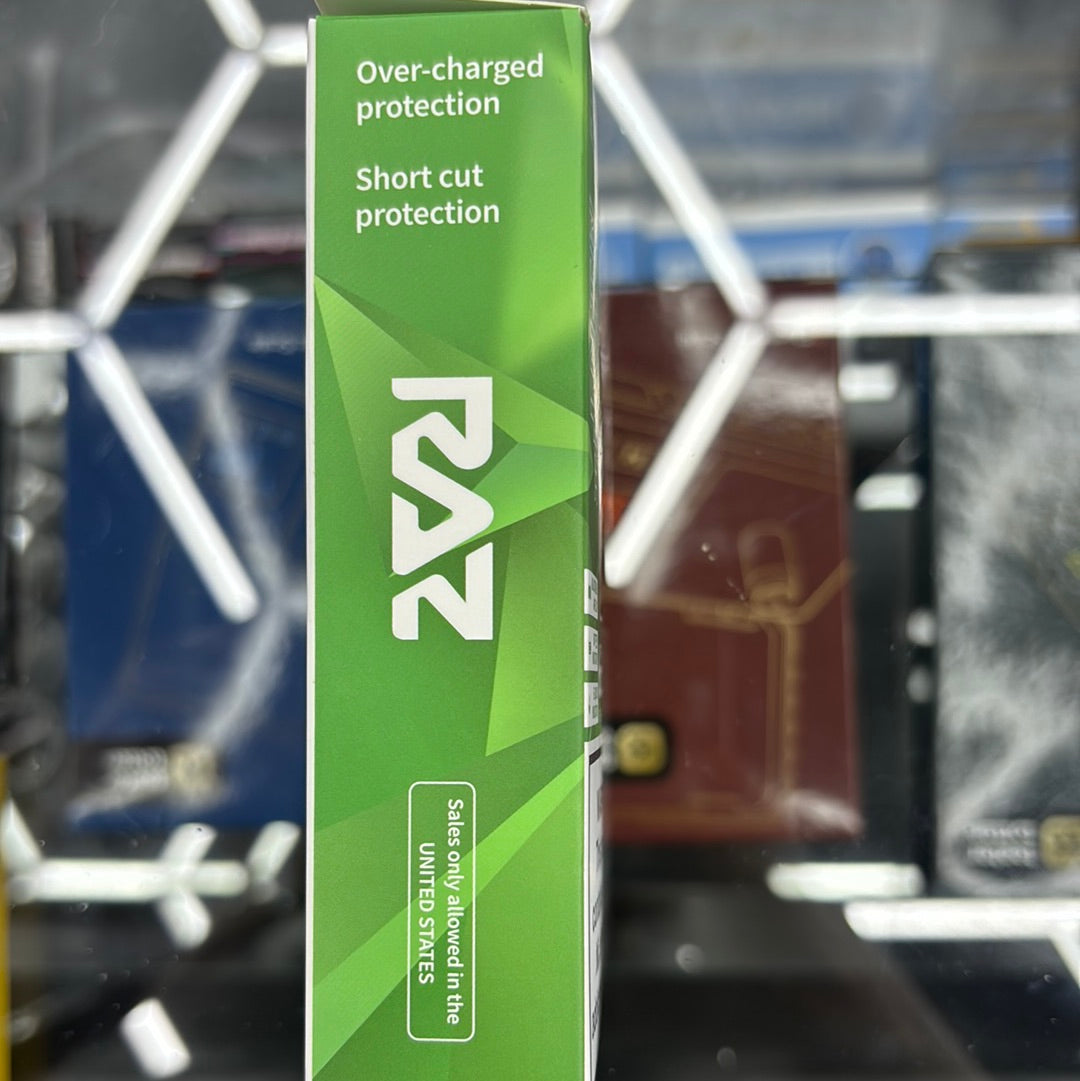 Over-charged
protection
Short cut
protection
RAZ
Sales only allowed in the
UNITED STATES